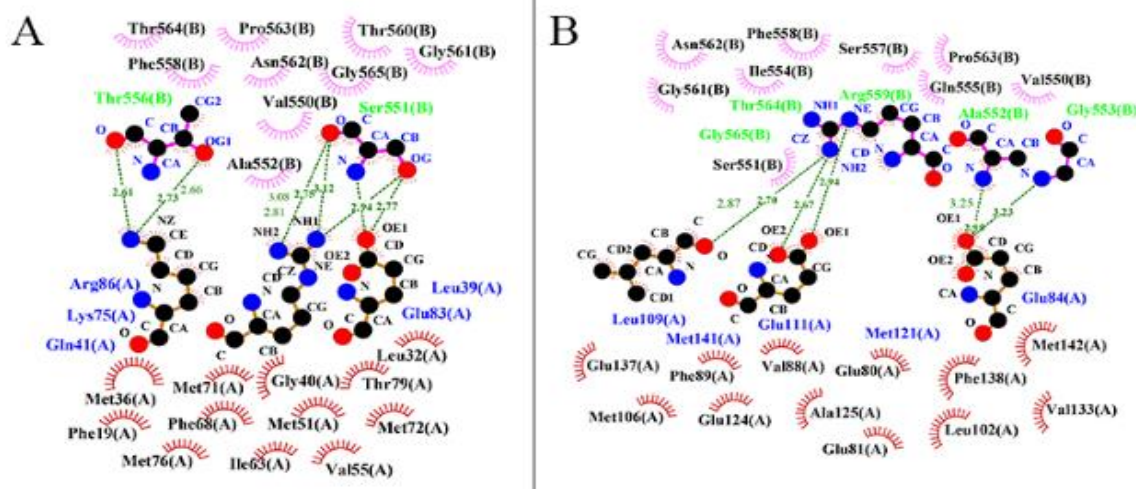 A
Thr564(B) Pro563(B) Thr560(B)
Phe558(B) Asn562(B) Gly565(B) Gly561(B)
Thr556(B) CG2 Val550(B) Ser551(B)
O C CB O C CA CB
OG1 N CA N OG
Ala552(B)
2.61 2.73 2.66 3.08 2.78 3.12 2.94 2.77
2.81
NZ NH2 NH1 OE1
CE CZ NE OE2 CD
CD CG CD N CG
Arg86(A) N CB N CA CG N CB Leu39(A)
Lys75(A) Glu83(A)
Gln41(A) O C CA O C CB O C CA
Leu32(A)
Met36(A) Met71(A) Gly40(A) Thr79(A)
Phe19(A) Phe68(A) Met51(A) Met72(A)
Met76(A) Ile63(A) Val55(A)
B
Asn562(B) Phe558(B) Ser557(B) Pro563(B)
Gly561(B) Ile554(B) Gln555(B) Val550(B)
Thr564(B) Arg559(B) Ala552(B) Gly553(B)
NH1 NE CG CB O C O C
Gly565(B) CZ CD CA C CA CB CA
Ser551(B) NH2 N O N N
2.87 2.70 2.67 2.94 3.25 3.23
OE1
CG CD2 CB C O OE2 CD OE1 OE2 CD CG
CA N CA CG N CB
CD1 O C CB CA
Leu109(A) Glu111(A) Glu84(A)
Met141(A) Met121(A) O C
Glu137(A) Phe89(A) Val88(A) Glu80(A) Phe138(A) Met142(A)
Met106(A) Glu124(A) Ala125(A) Leu102(A) Val133(A)
Glu81(A)